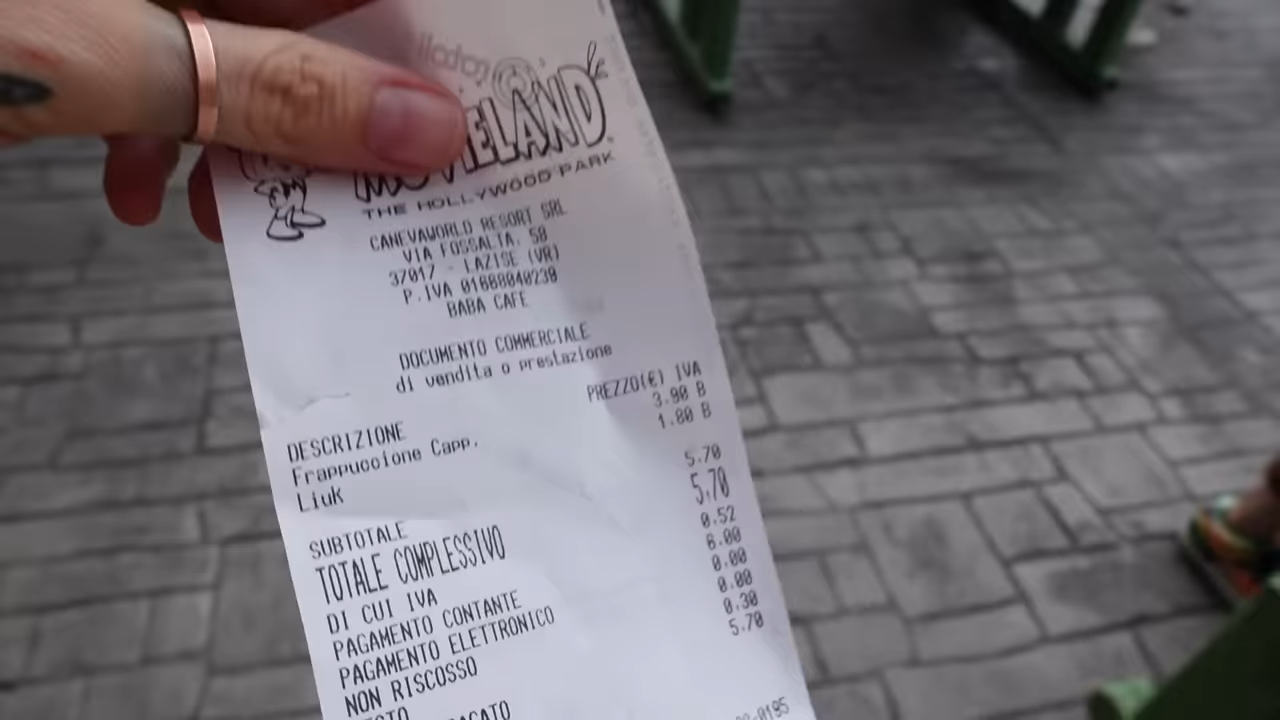 MOVIELAND
THE HOLLYWOOD PARK
CANEVAWORLD RESORT SRL
VIA FOSSALTA, 58
37017 - LAZISE (VR)
P.IVA 01688040230
BABA CAFE
DOCUMENTO COMMERCIALE
di vendita o prestazione
DESCRIZIONE PREZZO(€) IVA
Frappuccione Capp. 3.90 B
Liuk 1.80 B
SUBTOTALE 5.70
TOTALE COMPLESSIVO 5,70
DI CUI IVA 0.52
PAGAMENTO CONTANTE 6.00
PAGAMENTO ELETTRONICO 0.00
NON RISCOSSO 0.00
0.30
5.70